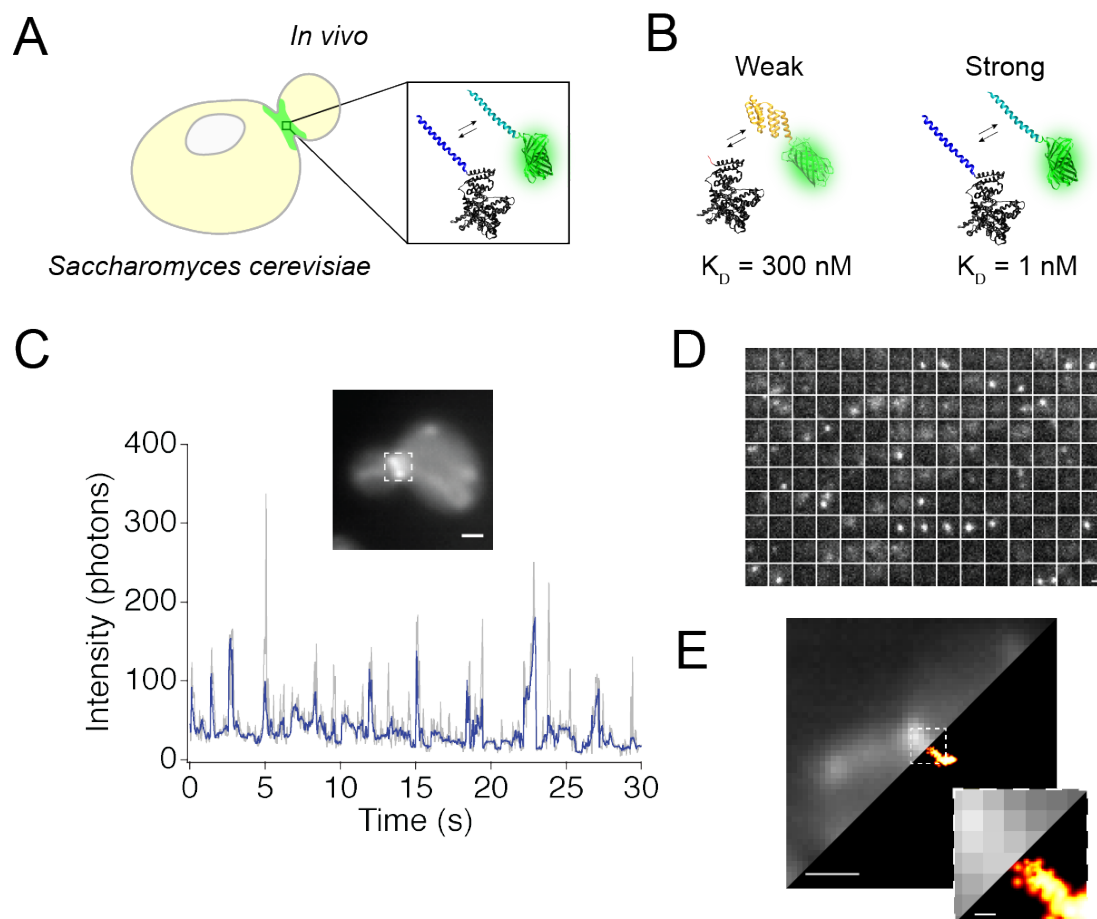 A
In vivo
Saccharomyces cerevisiae
B
Weak
Strong
K_D = 300 nM
K_D = 1 nM
C
Intensity (photons)
400
300
200
100
0
0 5 10 15 20 25 30
Time (s)
D
E